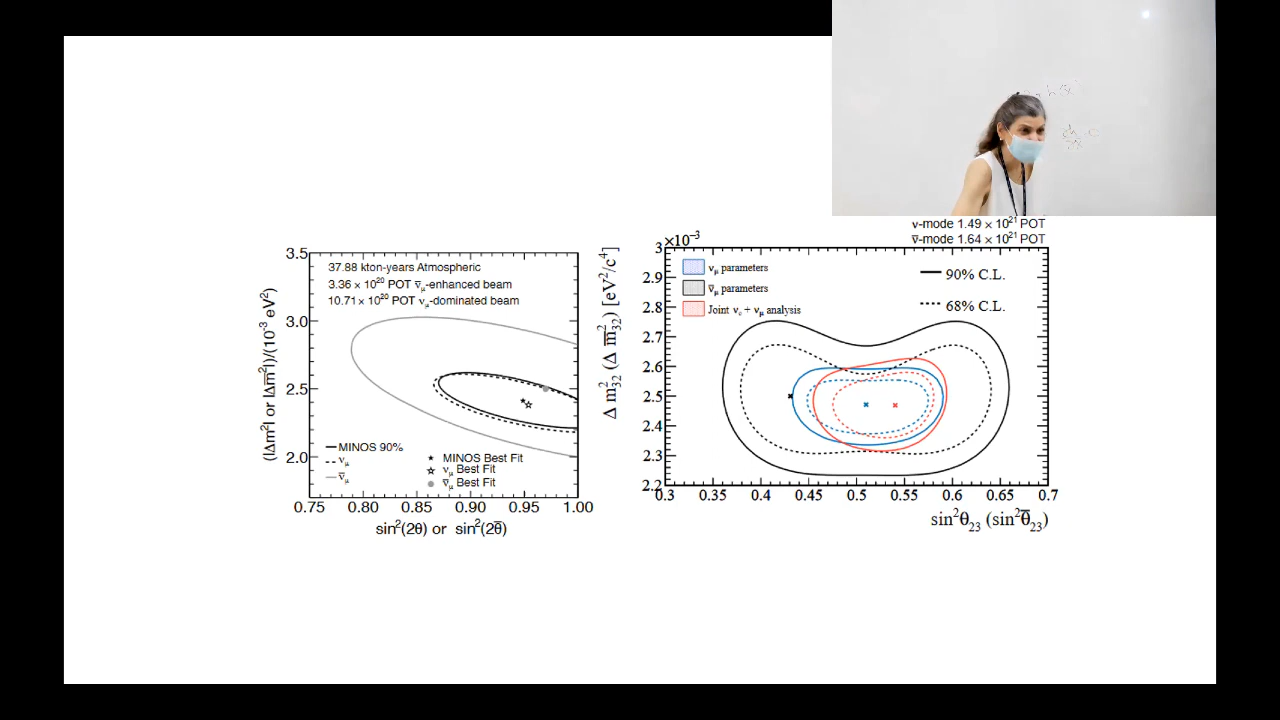 ν-mode 1.49 × 10²¹ POT
ν̅-mode 1.64 × 10²¹ POT
3.5
3.0
2.5
2.0
(|Δm²| or |Δm̅²|)/(10⁻³ eV²)
37.88 kton-years Atmospheric
3.36 × 10²⁰ POT ν̅μ-enhanced beam
10.71 × 10²⁰ POT νμ-dominated beam
MINOS 90%
νμ
ν̅μ
MINOS Best Fit
νμ Best Fit
ν̅μ Best Fit
0.75 0.80 0.85 0.90 0.95 1.00
sin²(2θ) or sin²(2θ̅)
×10⁻³
3
2.9
2.8
2.7
2.6
2.5
2.4
2.3
2.2
Δ m²₃₂ (Δ m̅²₃₂) [eV²/c⁴]
νμ parameters
ν̅μ parameters
Joint νe + νμ analysis
90% C.L.
68% C.L.
0.3 0.35 0.4 0.45 0.5 0.55 0.6 0.65 0.7
sin²θ₂₃ (sin²θ̅₂₃)